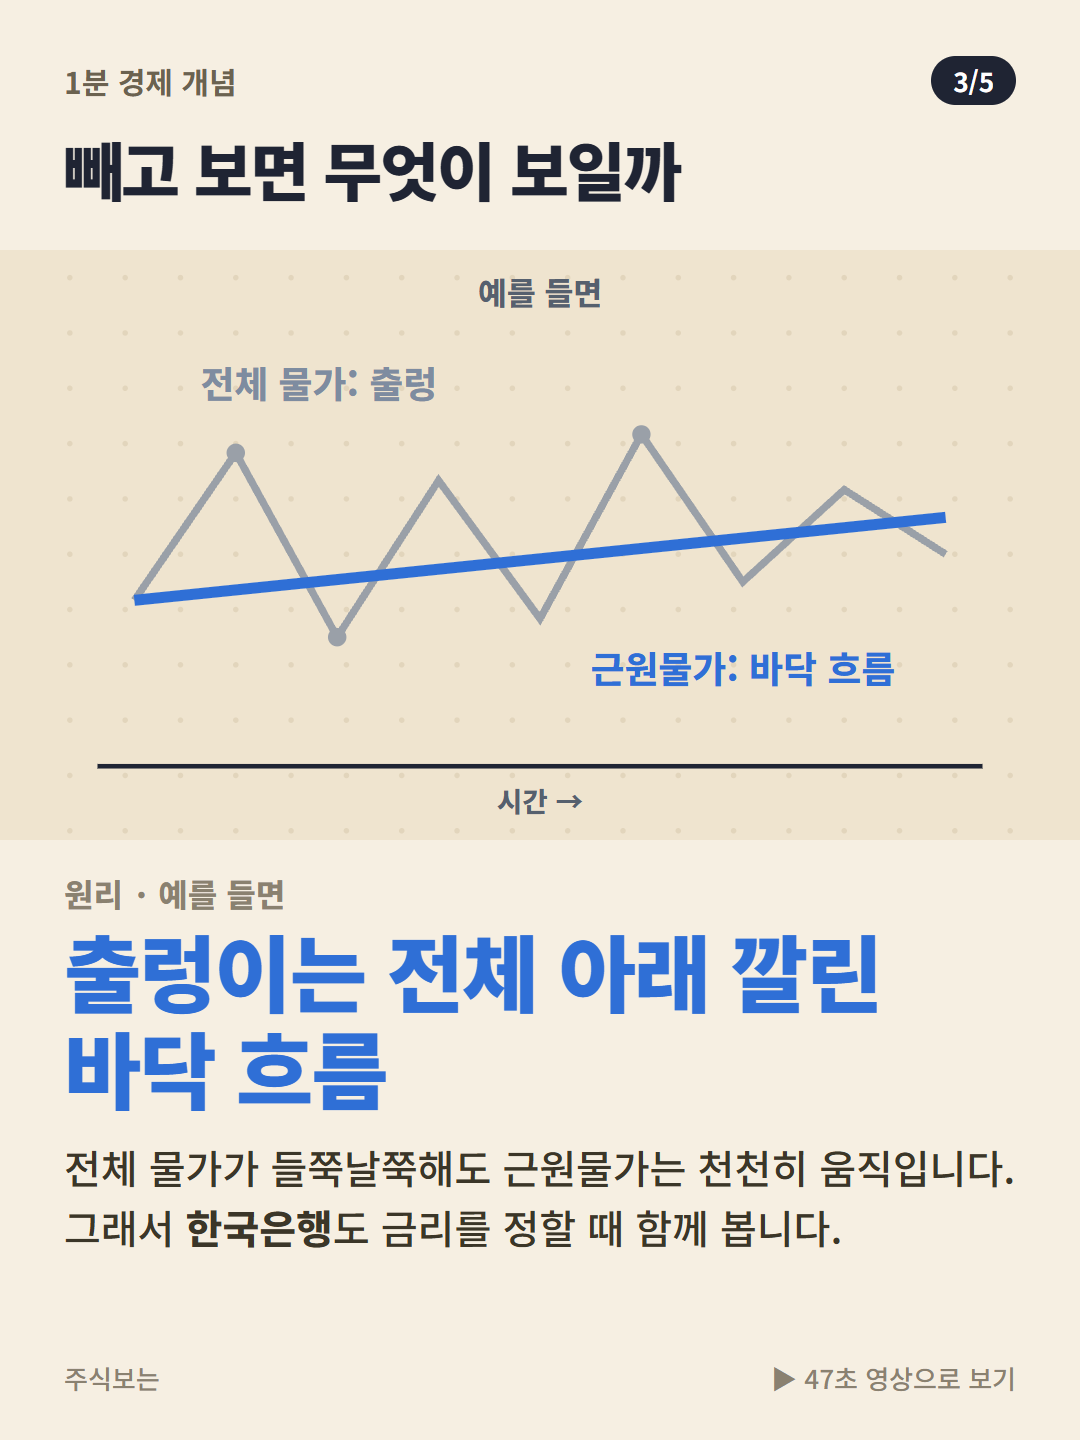 1분 경제 개념
3/5
빼고 보면 무엇이 보일까
예를 들면
전체 물가: 출렁
근원물가: 바닥 흐름
시간 →
원리 · 예를 들면
출렁이는 전체 아래 깔린
바닥 흐름
전체 물가가 들쭉날쭉해도 근원물가는 천천히 움직입니다.
그래서 한국은행도 금리를 정할 때 함께 봅니다.
주식보는
▶ 47초 영상으로 보기